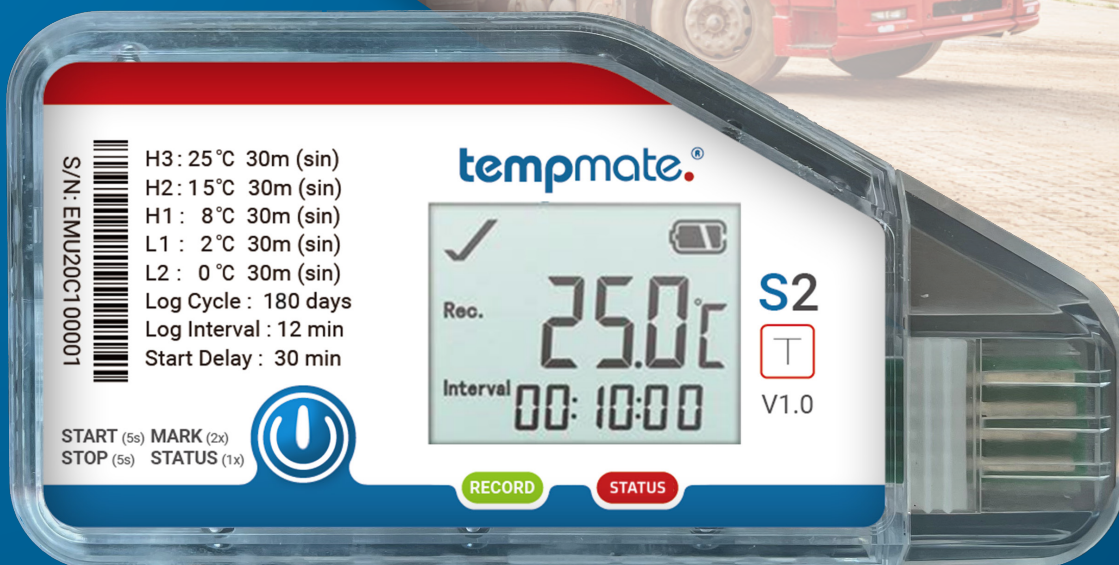 S/N: EMU20C100001
H3: 25°C 30m (sin)
H2: 15°C 30m (sin)
H1: 8°C 30m (sin)
L1: 2°C 30m (sin)
L2: 0°C 30m (sin)
Log Cycle : 180 days
Log Interval : 12 min
Start Delay : 30 min
START (5s) MARK (2x)
STOP (5s) STATUS (1x)
tempmate.®
Rec.
25.0°C
Interval 00:10:00
RECORD STATUS
S2
T
V1.0